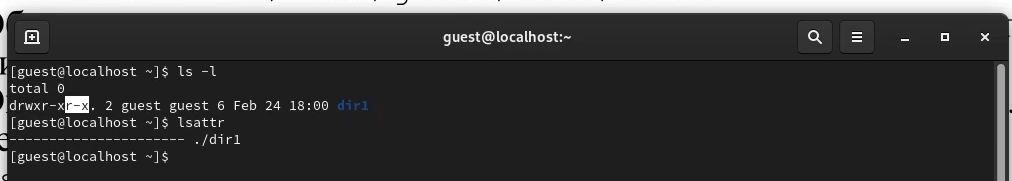 guest@localhost:~
[guest@localhost ~]$ ls -l
total 0
drwxr-xr-x. 2 guest guest 6 Feb 24 18:00 dir1
[guest@localhost ~]$ lsattr
---------------------- ./dir1
[guest@localhost ~]$